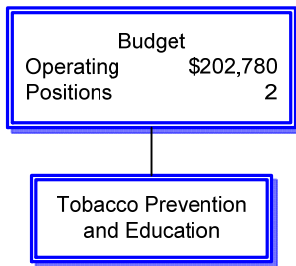 Budget
Operating $202,780
Positions 2
Tobacco Prevention
and Education